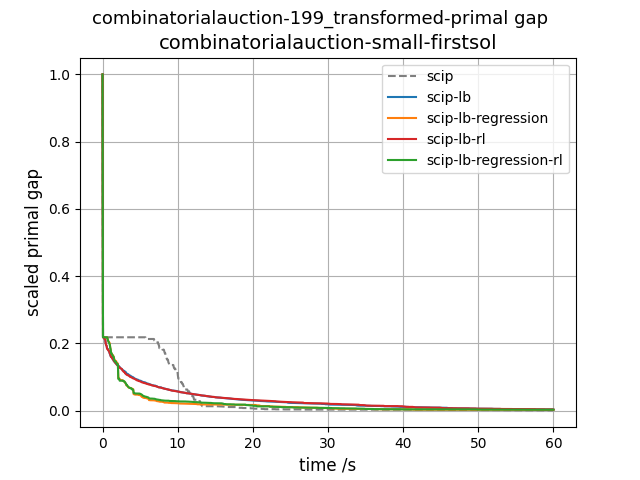 combinatorialauction-199_transformed-primal gap
combinatorialauction-small-firstsol
scip
scip-lb
scip-lb-regression
scip-lb-rl
scip-lb-regression-rl
scaled primal gap
1.0
0.8
0.6
0.4
0.2
0.0
0 10 20 30 40 50 60
time /s